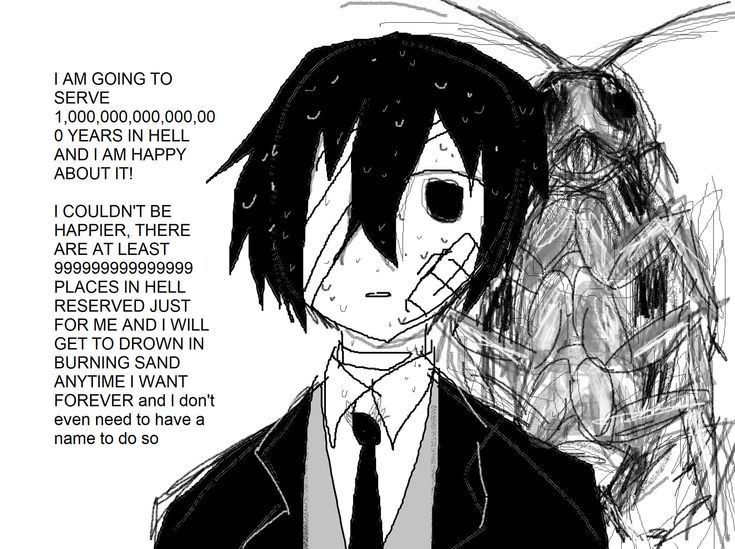 I AM GOING TO
SERVE
1,000,000,000,000,00
0 YEARS IN HELL
AND I AM HAPPY
ABOUT IT!
I COULDN'T BE
HAPPIER, THERE
ARE AT LEAST
999999999999999
PLACES IN HELL
RESERVED JUST
FOR ME AND I WILL
GET TO DROWN IN
BURNING SAND
ANYTIME I WANT
FOREVER and I don't
even need to have a
name to do so